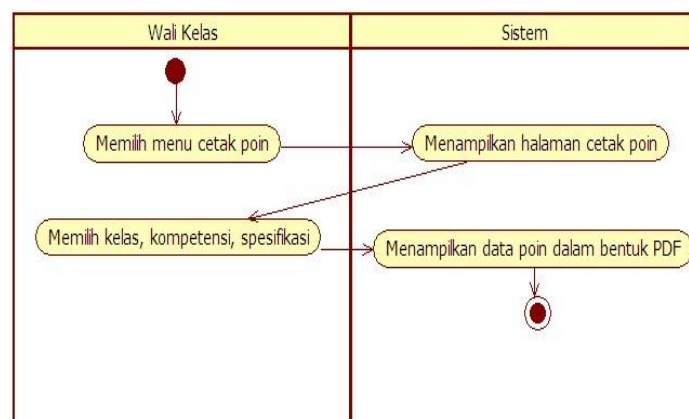 Wali Kelas
Sistem
Memilih menu cetak poin
Menampilkan halaman cetak poin
Memilih kelas, kompetensi, spesifikasi
Menampilkan data poin dalam bentuk PDF